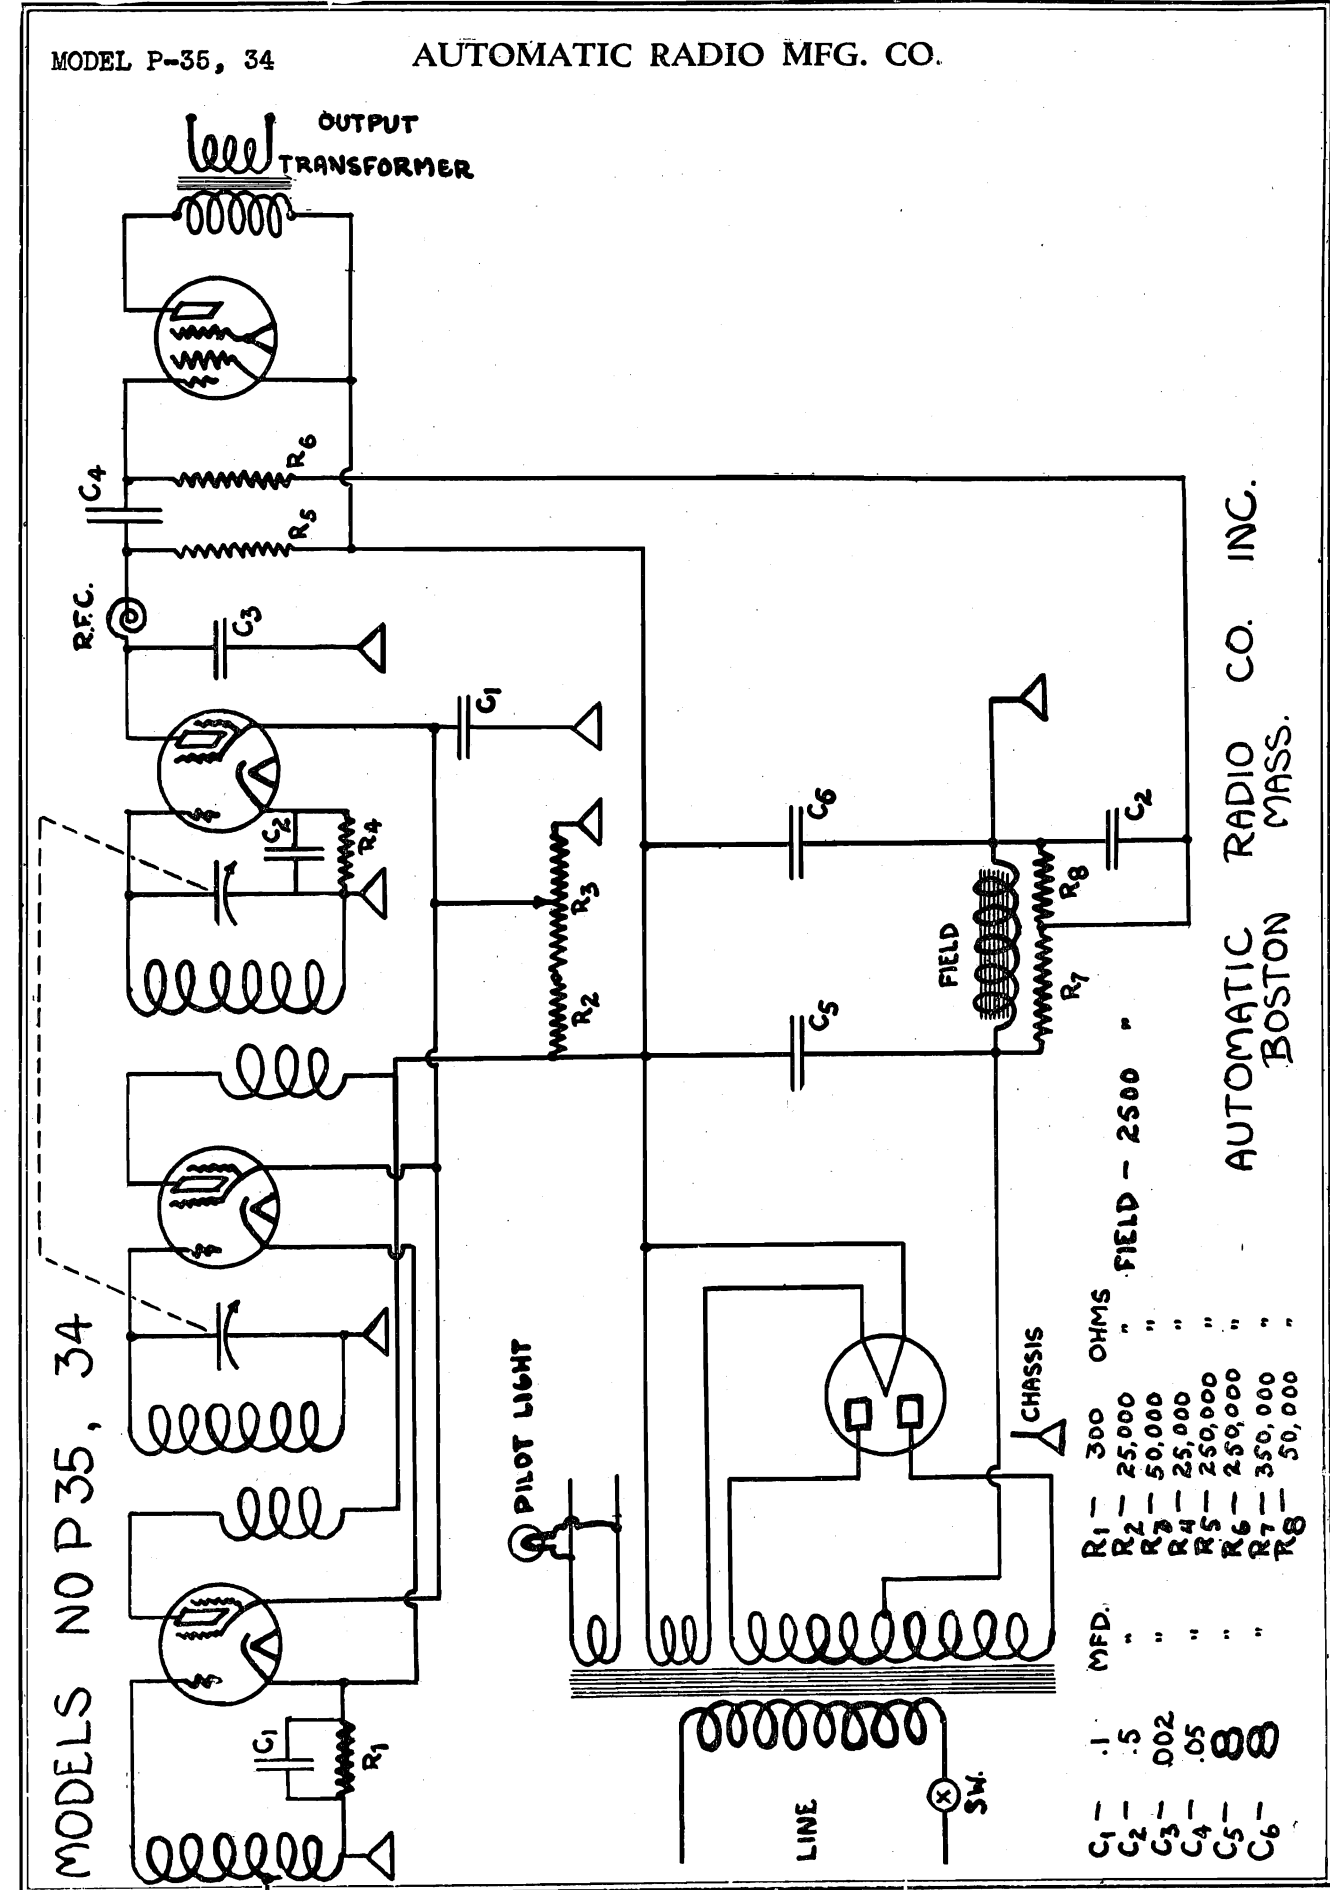 MODEL P-35, 34
AUTOMATIC RADIO MFG. CO.
OUTPUT
TRANSFORMER
MODELS NO P35, 34
C1
R1
C2
R4
R.F.C.
C3
C4
R5
R6
C1
R2
R3
PILOT LIGHT
LINE
SW.
C5
C6
FIELD
R7
R8
C2
CHASSIS
C1 - .1 MFD.
C2 - .5 "
C3 - .002 "
C4 - .05 "
C5 - 8 "
C6 - 8 "
R1 - 300 OHMS
R2 - 25,000 "
R3 - 50,000 "
R4 - 25,000 "
R5 - 250,000 "
R6 - 250,000 "
R7 - 350,000 "
R8 - 50,000 "
FIELD - 2500 "
AUTOMATIC RADIO CO. INC.
BOSTON MASS.